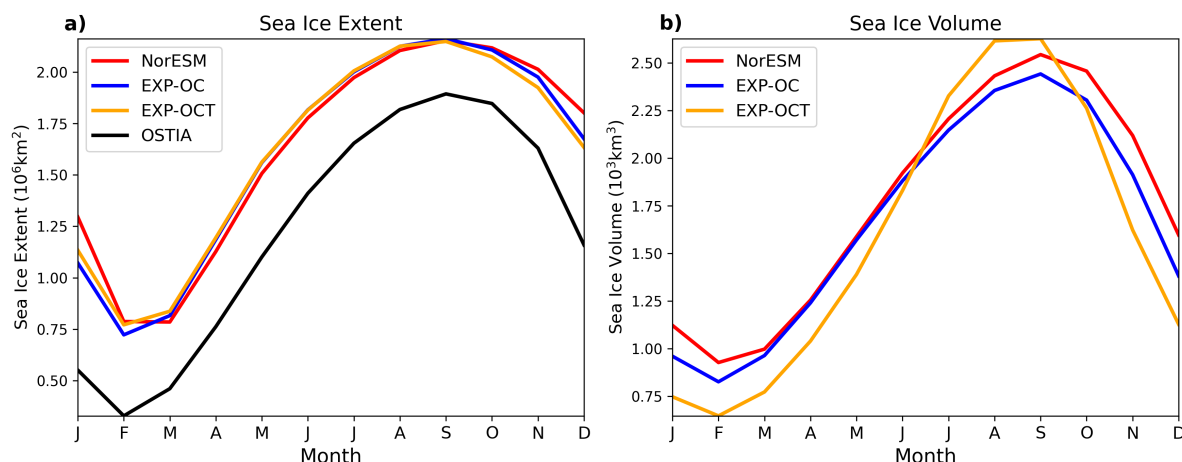 a)
Sea Ice Extent
NorESM
EXP-OC
EXP-OCT
OSTIA
Sea Ice Extent (10⁶km²)
2.00
1.75
1.50
1.25
1.00
0.75
0.50
J F M A M J J A S O N D
Month
b)
Sea Ice Volume
NorESM
EXP-OC
EXP-OCT
Sea Ice Volume (10³km³)
2.50
2.25
2.00
1.75
1.50
1.25
1.00
0.75
J F M A M J J A S O N D
Month